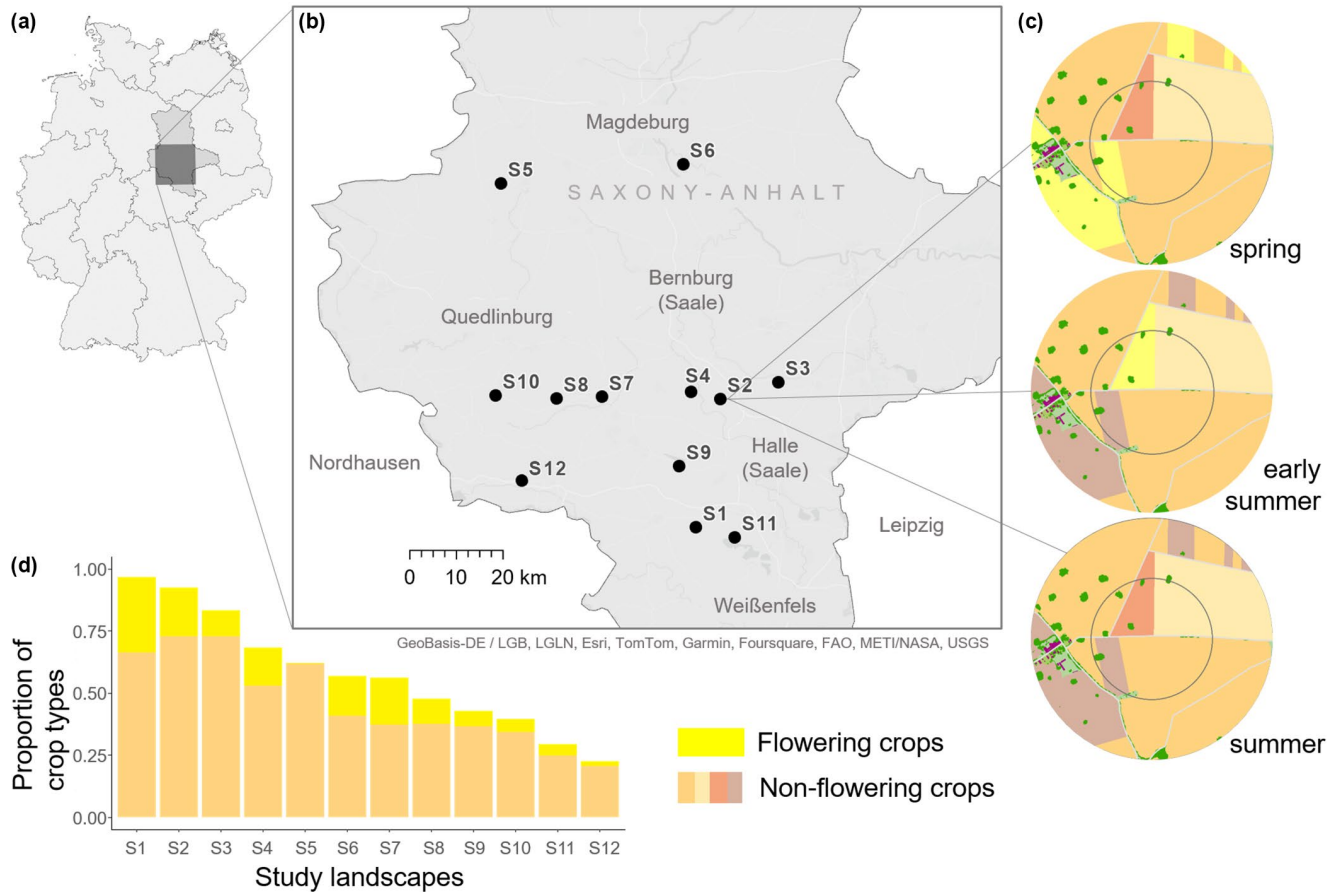 (a)
(b)
(c)
Magdeburg
S6
S5
SAXONY-ANHALT
spring
Bernburg
(Saale)
Quedlinburg
S10
S8
S7
S4
S2
S3
Halle
(Saale)
Nordhausen
S12
S9
early
summer
S1
S11
Leipzig
0 10 20 km
Weißenfels
GeoBasis-DE / LGB, LGLN, Esri, TomTom, Garmin, Foursquare, FAO, METI/NASA, USGS
summer
(d)
1.00
0.75
0.50
0.25
0.00
Proportion of
crop types
S1 S2 S3 S4 S5 S6 S7 S8 S9 S10 S11 S12
Study landscapes
Flowering crops
Non-flowering crops